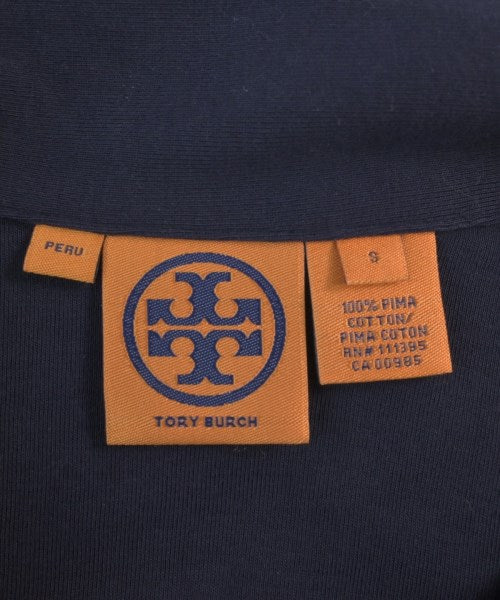 PERU
TORY BURCH
S
100% PIMA
COTTON/
PIMA COTON
RN# 111395
CA 00985